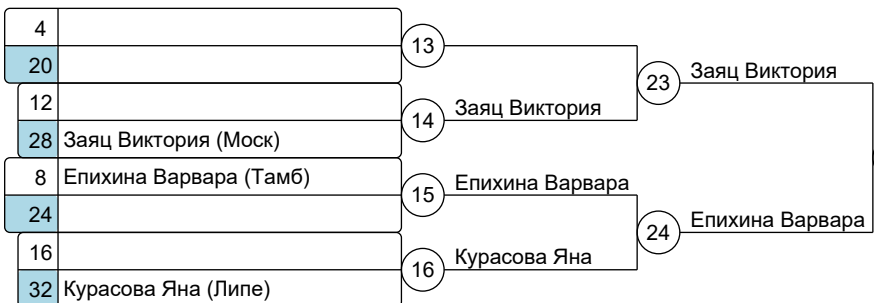 4
13
20
23 Заяц Виктория
12
14 Заяц Виктория
28 Заяц Виктория (Моск)
8 Епихина Варвара (Тамб)
15 Епихина Варвара
24
24 Епихина Варвара
16
16 Курасова Яна
32 Курасова Яна (Липе)